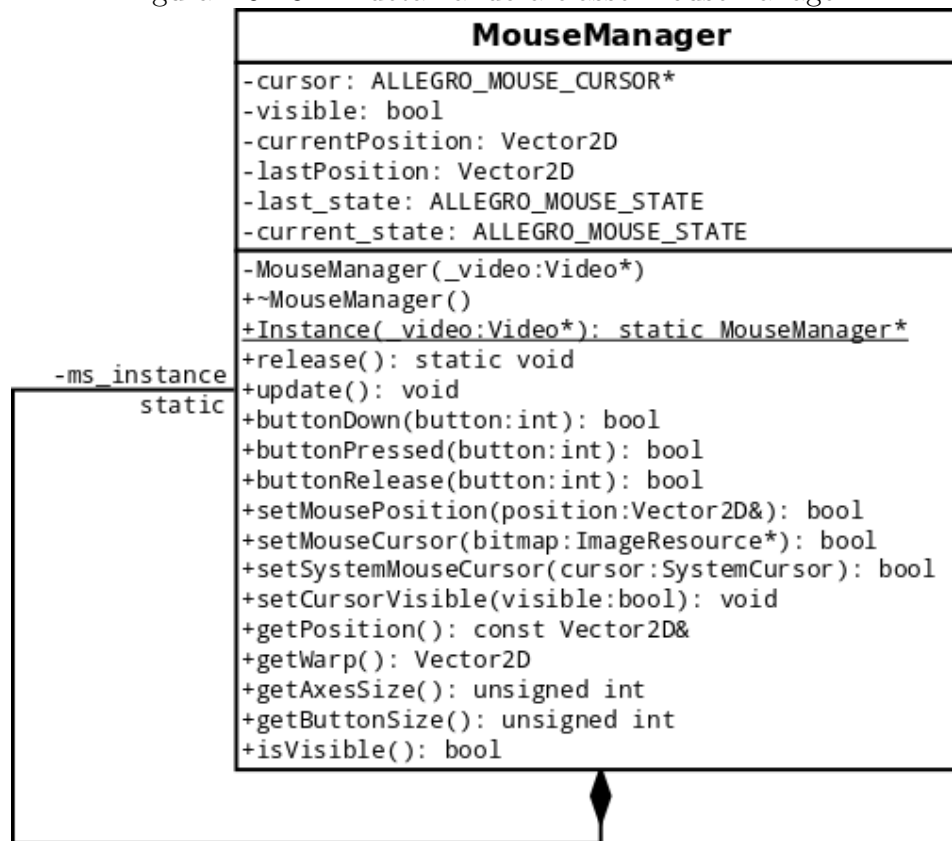 MouseManager
-cursor: ALLEGRO_MOUSE_CURSOR*
-visible: bool
-currentPosition: Vector2D
-lastPosition: Vector2D
-last_state: ALLEGRO_MOUSE_STATE
-current_state: ALLEGRO_MOUSE_STATE
-MouseManager(_video:Video*)
+~MouseManager()
+Instance(_video:Video*): static MouseManager*
+release(): static void
+update(): void
+buttonDown(button:int): bool
+buttonPressed(button:int): bool
+buttonRelease(button:int): bool
+setMousePosition(position:Vector2D&): bool
+setMouseCursor(bitmap:ImageResource*): bool
+setSystemMouseCursor(cursor:SystemCursor): bool
+setCursorVisible(visible:bool): void
+getPosition(): const Vector2D&
+getWarp(): Vector2D
+getAxesSize(): unsigned int
+getButtonSize(): unsigned int
+isVisible(): bool
-ms_instance
static